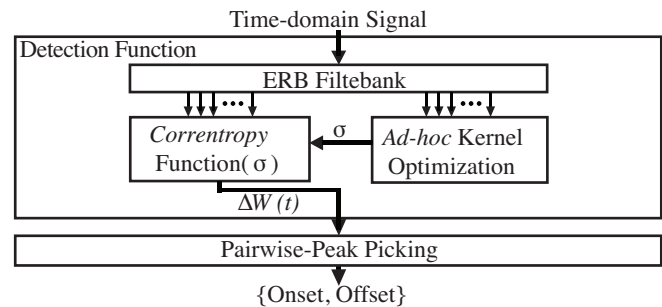 Time-domain Signal
Detection Function
ERB Filtebank
Correntropy
Function(σ)
σ
Ad-hoc Kernel
Optimization
ΔW (t)
Pairwise-Peak Picking
{Onset, Offset}